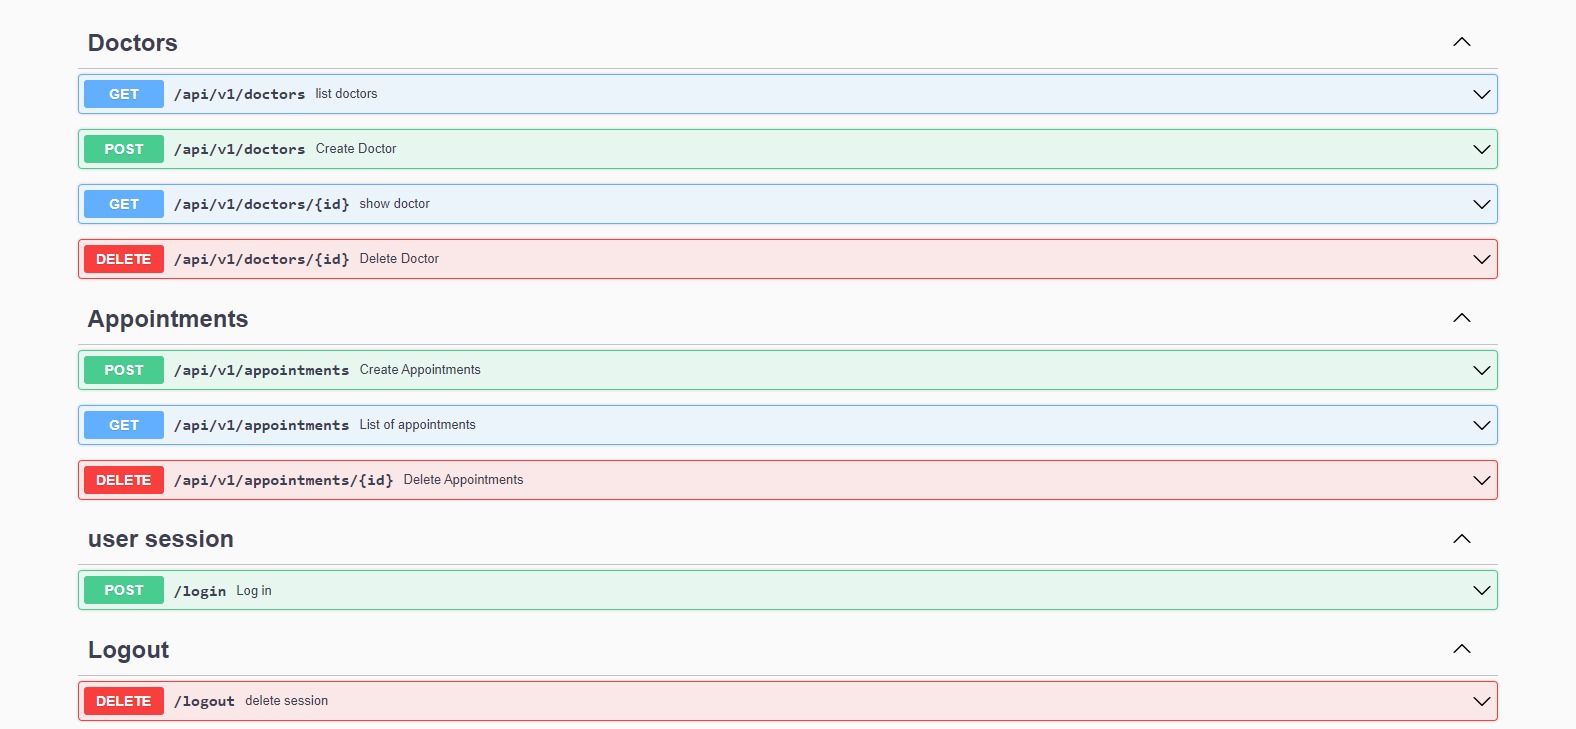 Doctors
GET /api/v1/doctors list doctors
POST /api/v1/doctors Create Doctor
GET /api/v1/doctors/{id} show doctor
DELETE /api/v1/doctors/{id} Delete Doctor
Appointments
POST /api/v1/appointments Create Appointments
GET /api/v1/appointments List of appointments
DELETE /api/v1/appointments/{id} Delete Appointments
user session
POST /login Log in
Logout
DELETE /logout delete session